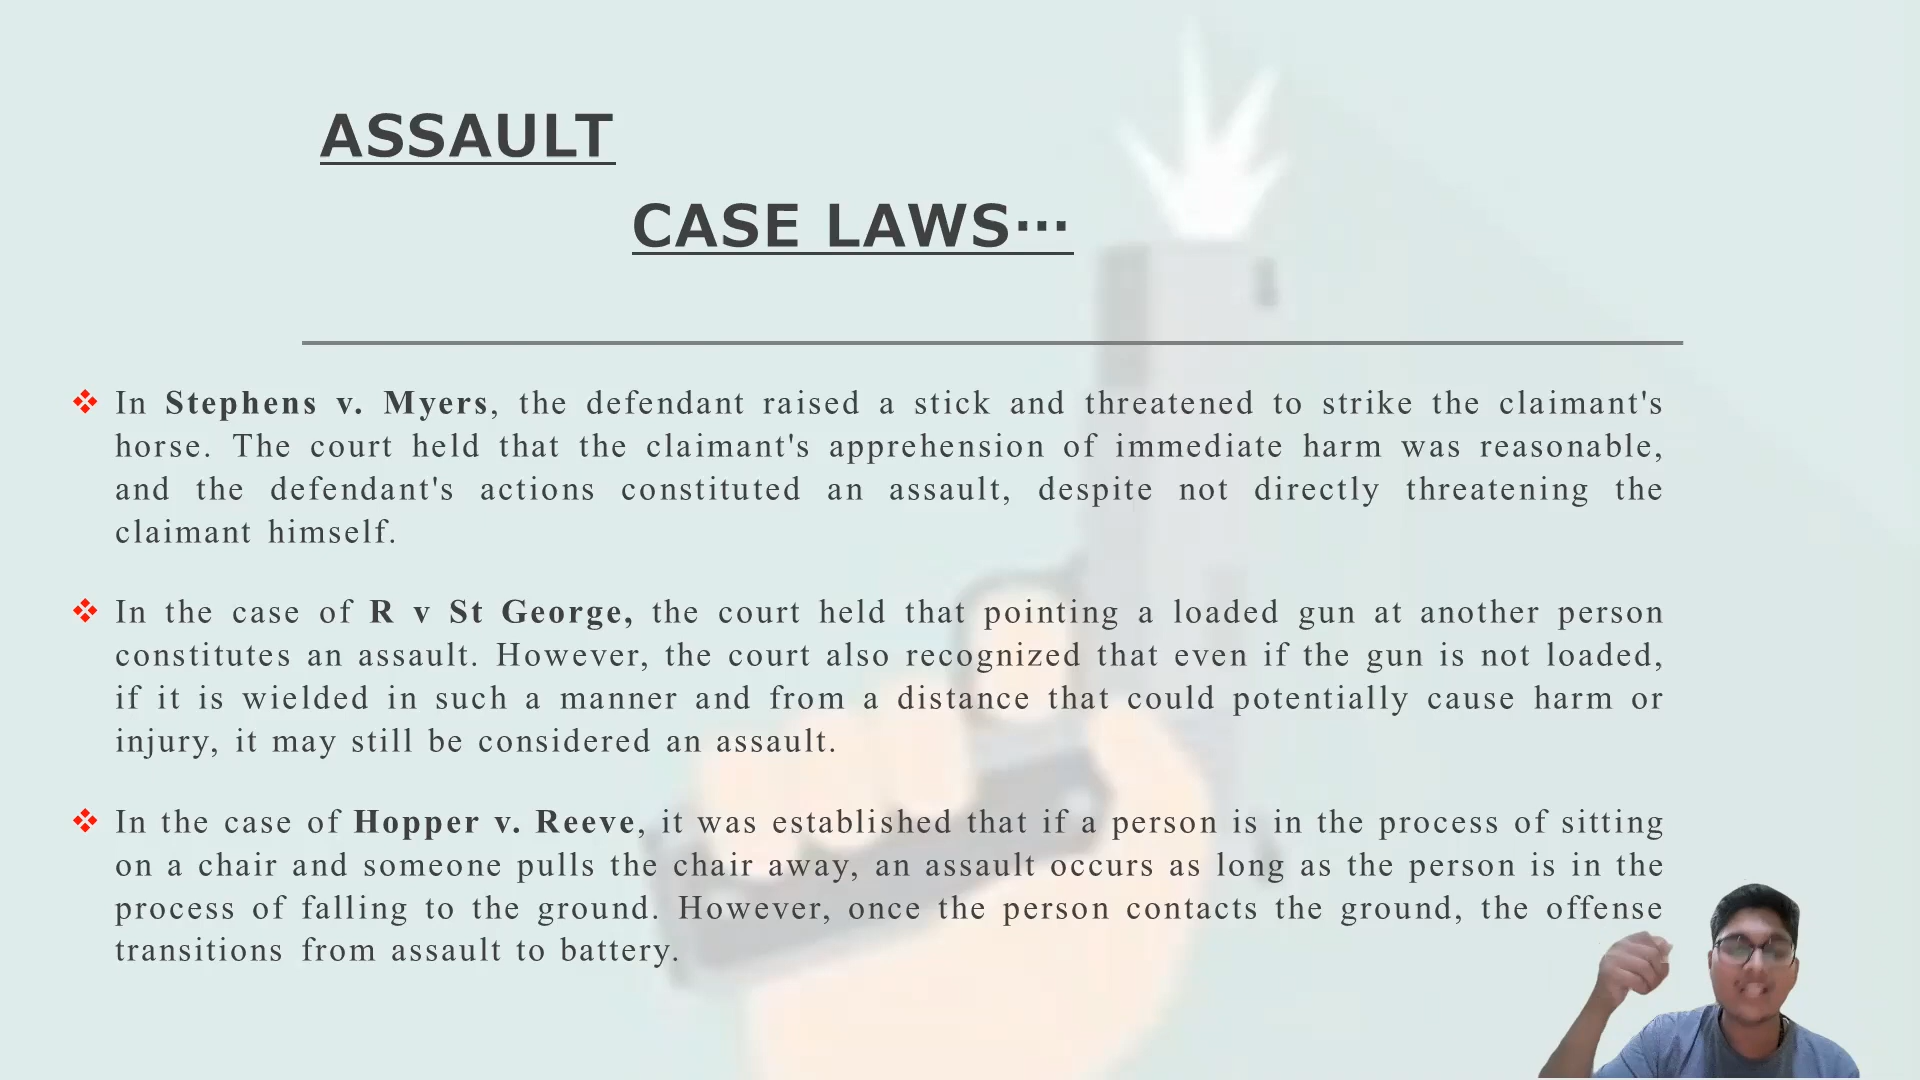 ASSAULT
CASE LAWS…
❖ In Stephens v. Myers, the defendant raised a stick and threatened to strike the claimant's
horse. The court held that the claimant's apprehension of immediate harm was reasonable,
and the defendant's actions constituted an assault, despite not directly threatening the
claimant himself.
❖ In the case of R v St George, the court held that pointing a loaded gun at another person
constitutes an assault. However, the court also recognized that even if the gun is not loaded,
if it is wielded in such a manner and from a distance that could potentially cause harm or
injury, it may still be considered an assault.
❖ In the case of Hopper v. Reeve, it was established that if a person is in the process of sitting
on a chair and someone pulls the chair away, an assault occurs as long as the person is in the
process of falling to the ground. However, once the person contacts the ground, the offense
transitions from assault to battery.